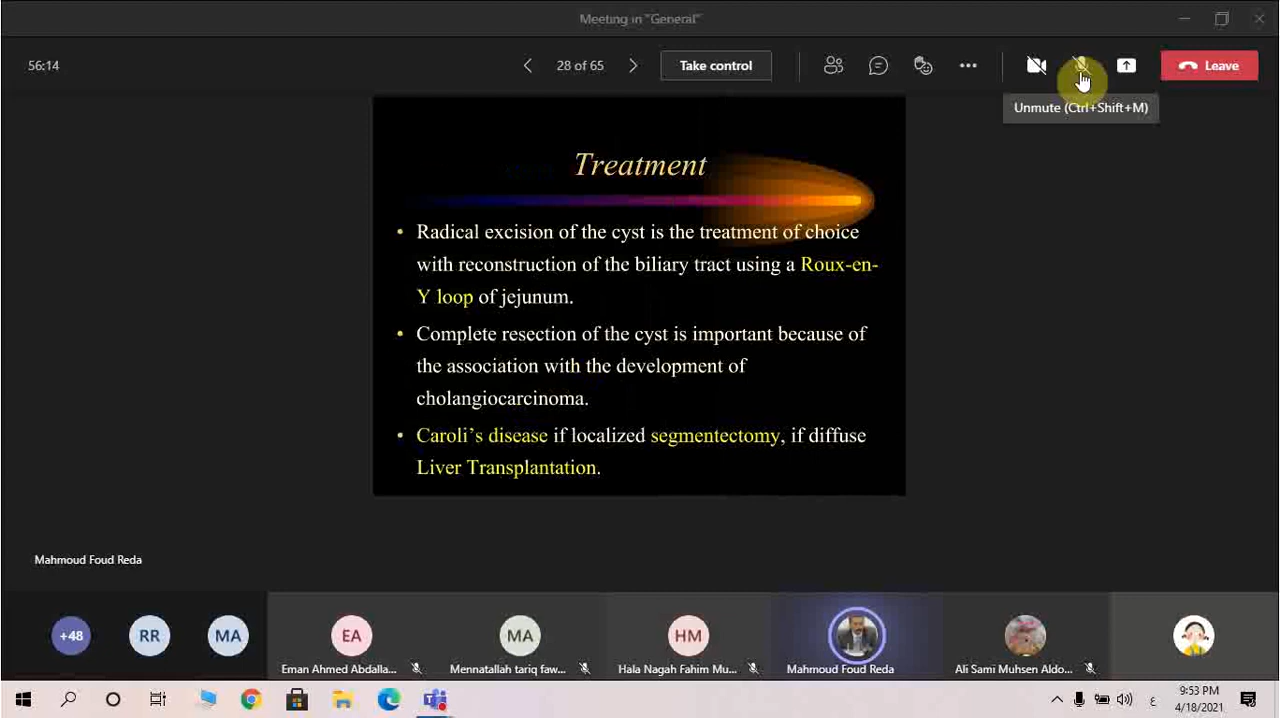 Meeting in "General"
56:14
28 of 65
Take control
Leave
Unmute (Ctrl+Shift+M)
Treatment
• Radical excision of the cyst is the treatment of choice
with reconstruction of the biliary tract using a Roux-en-
Y loop of jejunum.
• Complete resection of the cyst is important because of
the association with the development of
cholangiocarcinoma.
• Caroli's disease if localized segmentectomy, if diffuse
Liver Transplantation.
Mahmoud Foud Reda
+48
RR
MA
EA
MA
HM
Eman Ahmed Abdalla...
Mennatallah tariq faw...
Hala Nagah Fahim Mu...
Mahmoud Foud Reda
Ali Sami Muhsen Aldo...
ع
9:53 PM
4/18/2021